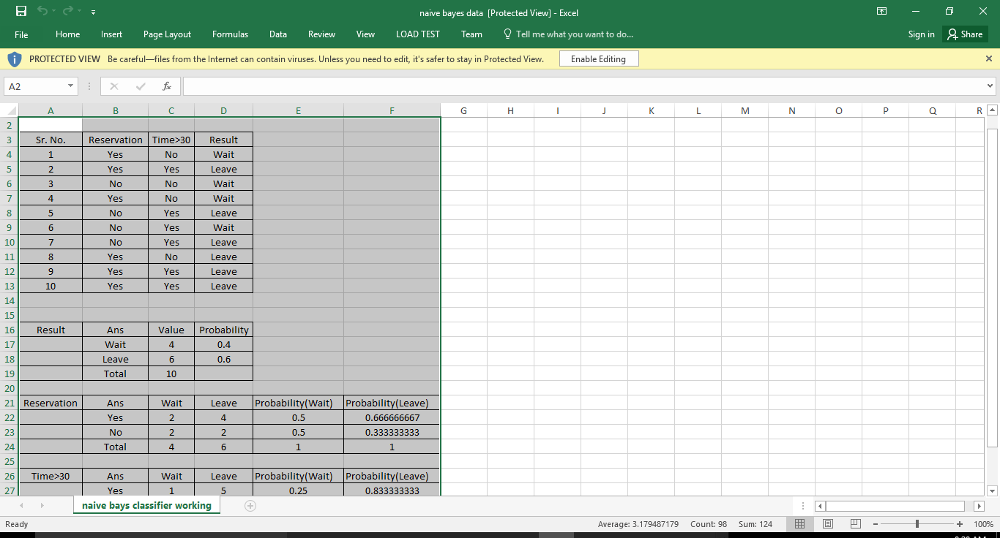 naive bayes data [Protected View] - Excel
File Home Insert Page Layout Formulas Data Review View LOAD TEST Team Tell me what you want to do... Sign in Share
PROTECTED VIEW Be careful—files from the Internet can contain viruses. Unless you need to edit, it's safer to stay in Protected View. Enable Editing
A2 fx
A B C D E F G H I J K L M N O P Q R
2
3 Sr. No. Reservation Time>30 Result
4 1 Yes No Wait
5 2 Yes Yes Leave
6 3 No No Wait
7 4 Yes No Wait
8 5 No Yes Leave
9 6 No Yes Wait
10 7 No Yes Leave
11 8 Yes No Leave
12 9 Yes Yes Leave
13 10 Yes Yes Leave
14
15
16 Result Ans Value Probability
17 Wait 4 0.4
18 Leave 6 0.6
19 Total 10
20
21 Reservation Ans Wait Leave Probability(Wait) Probability(Leave)
22 Yes 2 4 0.5 0.666666667
23 No 2 2 0.5 0.333333333
24 Total 4 6 1 1
25
26 Time>30 Ans Wait Leave Probability(Wait) Probability(Leave)
27 Yes 1 5 0.25 0.833333333
naive bays classifier working
Ready Average: 3.179487179 Count: 98 Sum: 124 100%